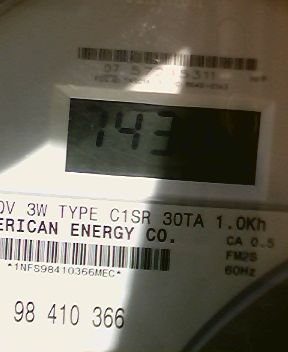 743
0V 3W TYPE C1SR 30TA 1.0Kh
ERICAN ENERGY CO.
CA 0.5
*1NFS98410366MEC*
FM2S
60Hz
98 410 366